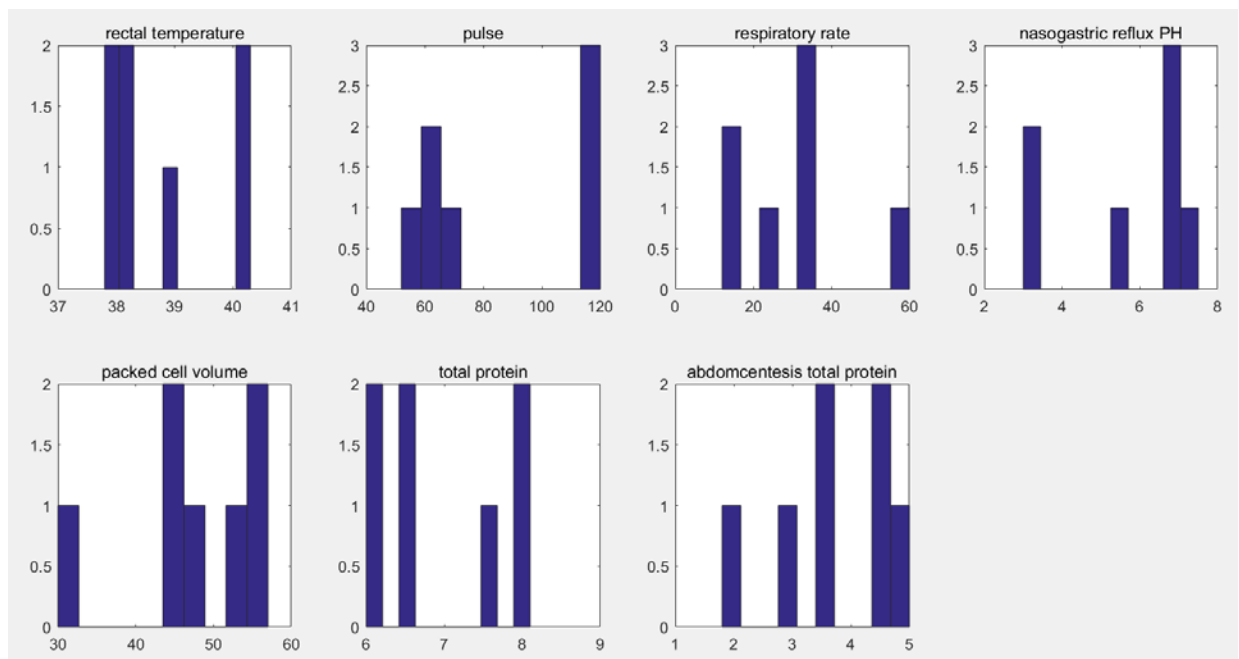 rectal temperature
2
1.5
1
0.5
0
37 38 39 40 41
pulse
3
2.5
2
1.5
1
0.5
0
40 60 80 100 120
respiratory rate
3
2.5
2
1.5
1
0.5
0
0 20 40 60
nasogastric reflux PH
3
2.5
2
1.5
1
0.5
0
2 4 6 8
packed cell volume
2
1.5
1
0.5
0
30 40 50 60
total protein
2
1.5
1
0.5
0
6 7 8 9
abdomcentesis total protein
2
1.5
1
0.5
0
1 2 3 4 5